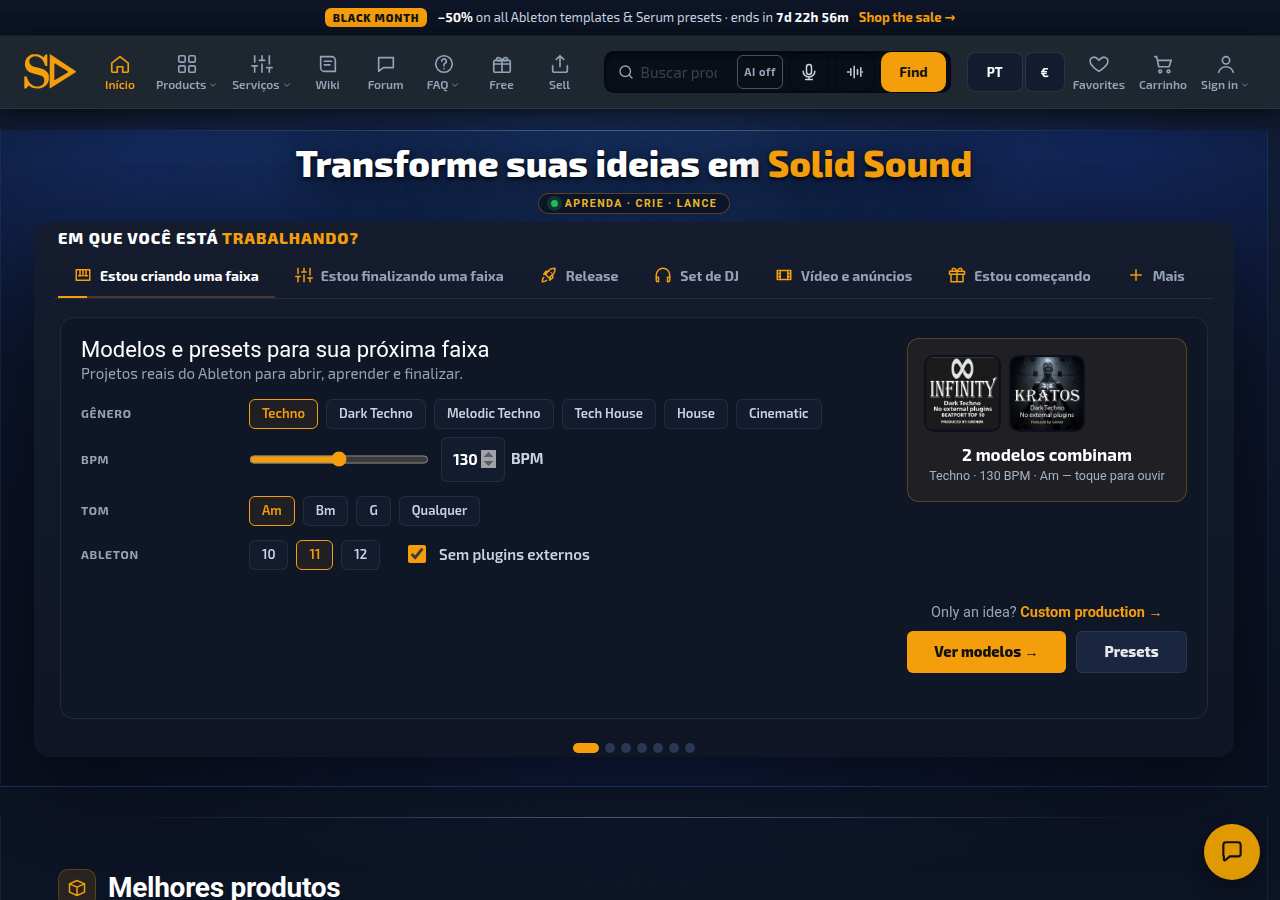 BLACK MONTH −50% on all Ableton templates & Serum presets · ends in 7d 22h 56m Shop the sale →
Início Products Serviços Wiki Forum FAQ Free Sell Buscar proc AI off Find PT € Favorites Carrinho Sign in
Transforme suas ideias em Solid Sound
APRENDA · CRIE · LANCE
EM QUE VOCÊ ESTÁ TRABALHANDO?
Estou criando uma faixa Estou finalizando uma faixa Release Set de DJ Vídeo e anúncios Estou começando Mais
Modelos e presets para sua próxima faixa
Projetos reais do Ableton para abrir, aprender e finalizar.
GÊNERO Techno Dark Techno Melodic Techno Tech House House Cinematic
BPM 130 BPM
TOM Am Bm G Qualquer
ABLETON 10 11 12 Sem plugins externos
INFINITY
Dark Techno
No external plugins
BEATPORT TOP 10
KRATOS
Dark Techno
No external plugins
2 modelos combinam
Techno · 130 BPM · Am — toque para ouvir
Only an idea? Custom production →
Ver modelos → Presets
Melhores produtos